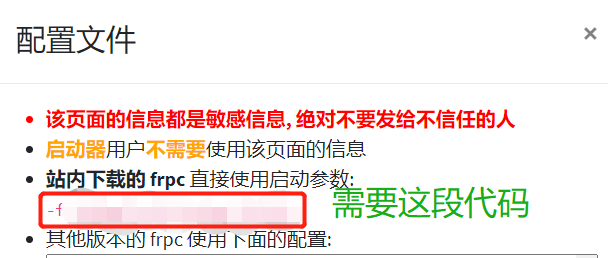 配置文件 ×
该页面的信息都是敏感信息, 绝对不要发给不信任的人
启动器用户不需要使用该页面的信息
站内下载的 frpc 直接使用启动参数:
-f 需要这段代码
其他版本的 frpc 使用下面的配置: